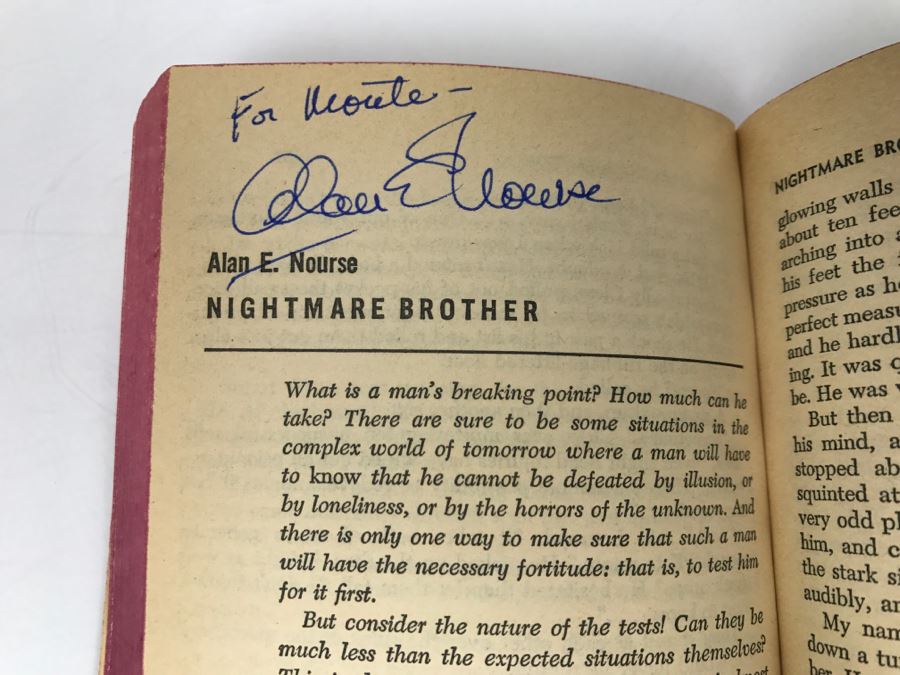 For Monte -
Alan E Nourse
Alan E. Nourse
NIGHTMARE BROTHER
What is a man's breaking point? How much can he
take? There are sure to be some situations in the
complex world of tomorrow where a man will have
to know that he cannot be defeated by illusion, or
by loneliness, or by the horrors of the unknown. And
there is only one way to make sure that such a man
will have the necessary fortitude: that is, to test him
for it first.
But consider the nature of the tests! Can they be
much less than the expected situations themselves?
NIGHTMARE BRO
glowing walls
about ten fee
arching into
his feet the
pressure as h
perfect meas
and he hardl
ing. It was
be. He was
But then
his mind, a
stopped ab
squinted at
very odd pl
him, and c
the stark si
audibly, an
My nam
down a tu